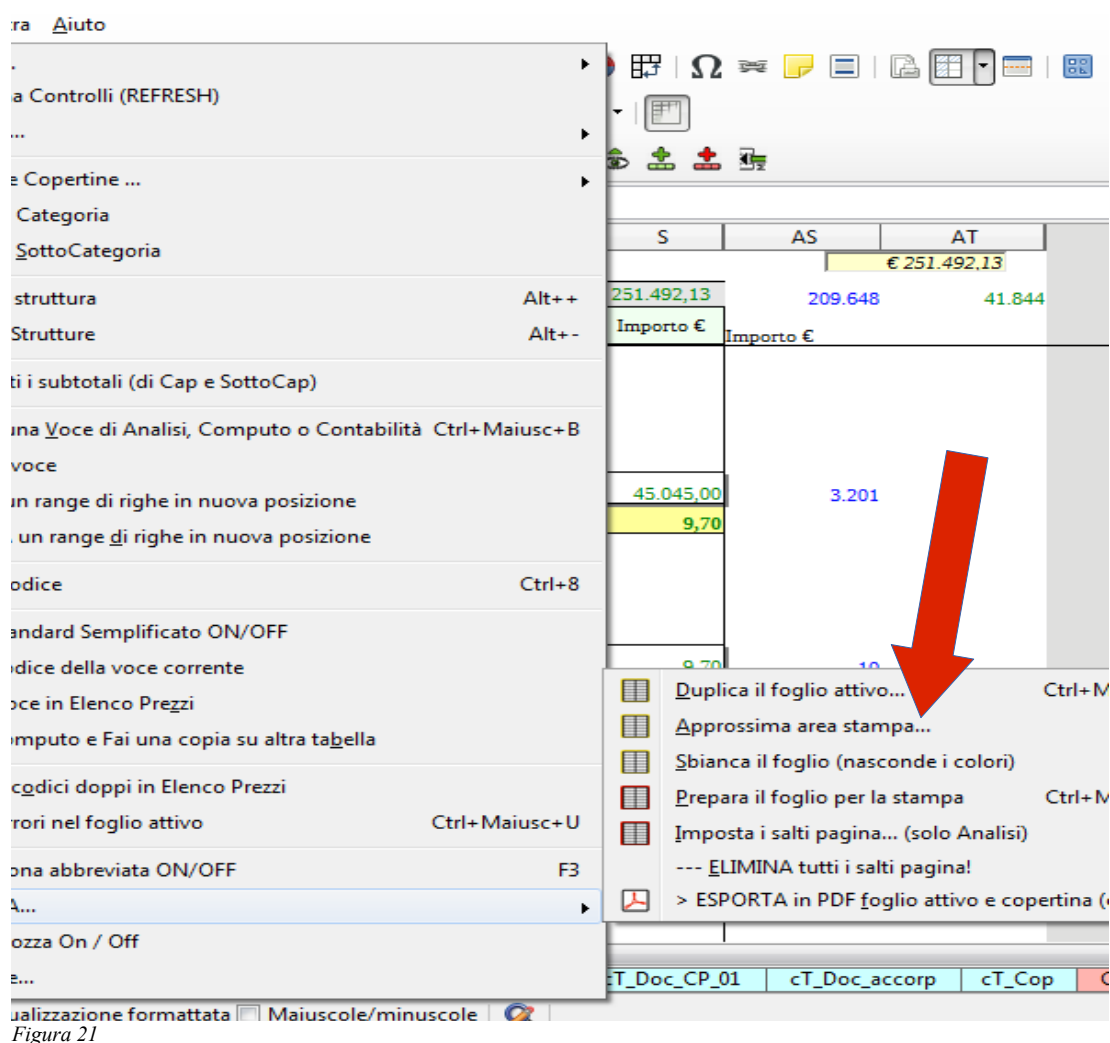 Aiuto
a Controlli (REFRESH)
...
e Copertine ...
Categoria
SottoCategoria
struttura Alt++
Strutture Alt+-
ti i subtotali (di Cap e SottoCap)
una Voce di Analisi, Computo o Contabilità Ctrl+Maiusc+B
voce
un range di righe in nuova posizione
un range di righe in nuova posizione
odice Ctrl+8
andard Semplificato ON/OFF
odice della voce corrente
oce in Elenco Prezzi
omputo e Fai una copia su altra tabella
codici doppi in Elenco Prezzi
rrori nel foglio attivo Ctrl+Maiusc+U
ona abbreviata ON/OFF F3
A...
ozza On / Off
e...
S AS AT
€ 251.492,13
251.492,13 209.648 41.844
Importo € Importo €
45.045,00 3.201
9,70
9,70 10
Duplica il foglio attivo... Ctrl+M
Approssima area stampa...
Sbianca il foglio (nasconde i colori)
Prepara il foglio per la stampa Ctrl+M
Imposta i salti pagina... (solo Analisi)
--- ELIMINA tutti i salti pagina!
> ESPORTA in PDF foglio attivo e copertina (
cT_Doc_CP_01 cT_Doc_accorp cT_Cop
ualizzazione formattata Maiuscole/minuscole
Figura 21